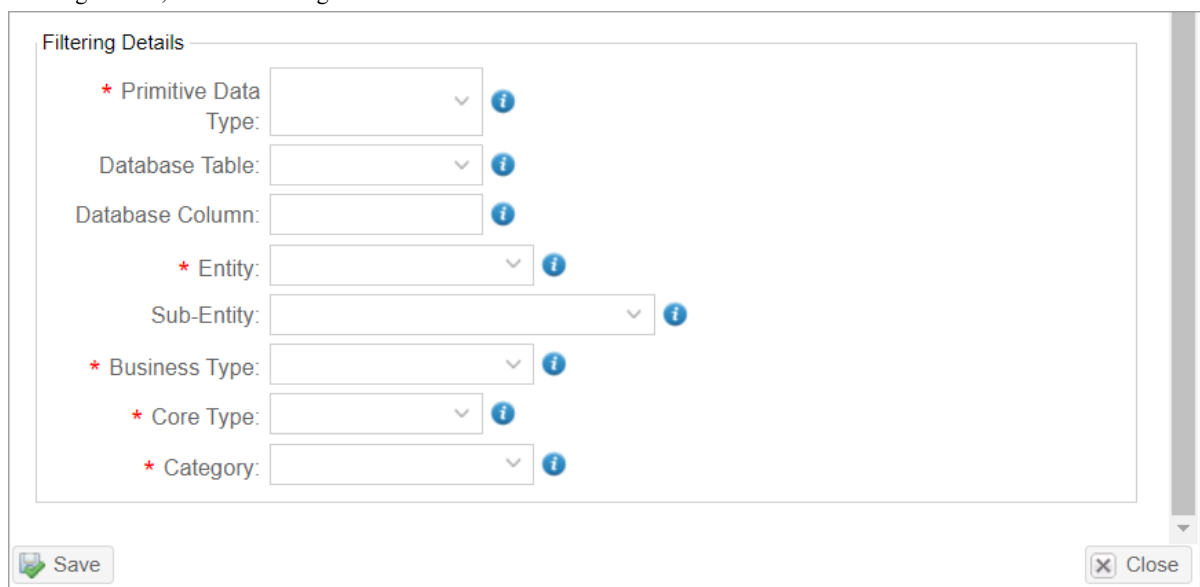 Filtering Details
* Primitive Data
Type:
Database Table:
Database Column:
* Entity:
Sub-Entity:
* Business Type:
* Core Type:
* Category:
Save
Close